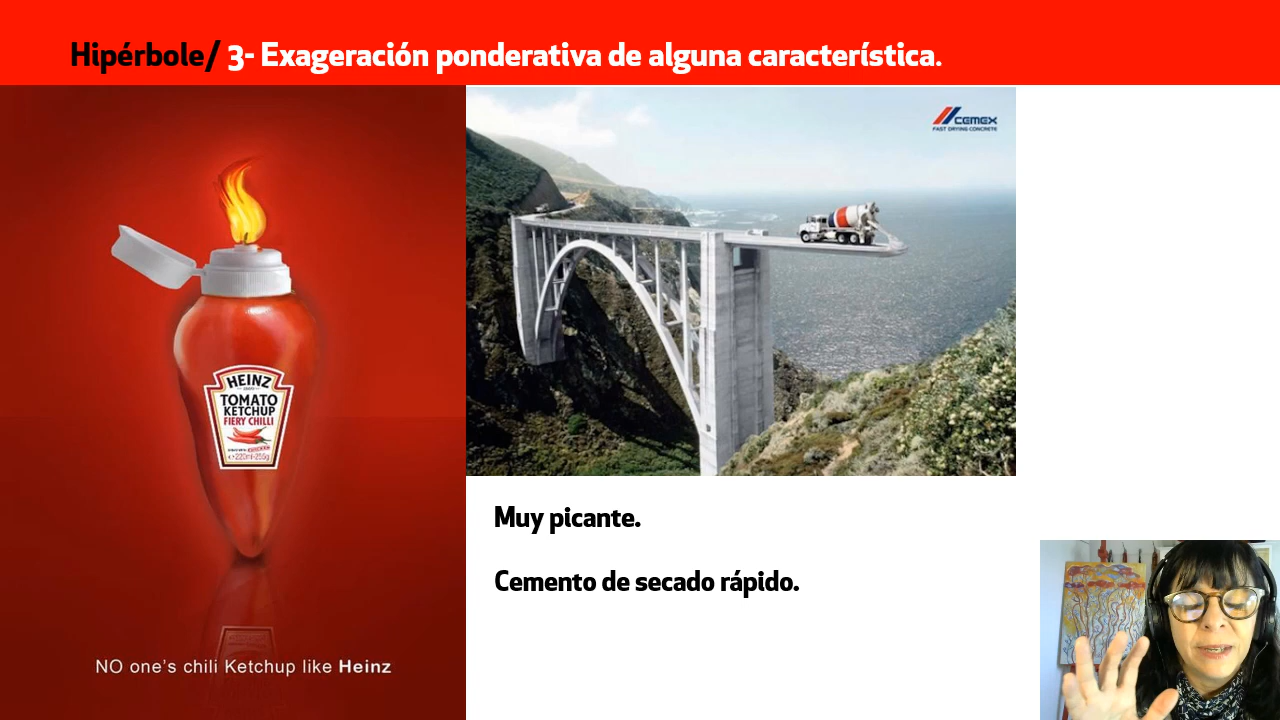 Hipérbole/ 3- Exageración ponderativa de alguna característica.
CEMEX
FAST DRYING CONCRETE
HEINZ
TOMATO
KETCHUP
FIERY CHILLI
NO one's chili Ketchup like Heinz
Muy picante.
Cemento de secado rápido.